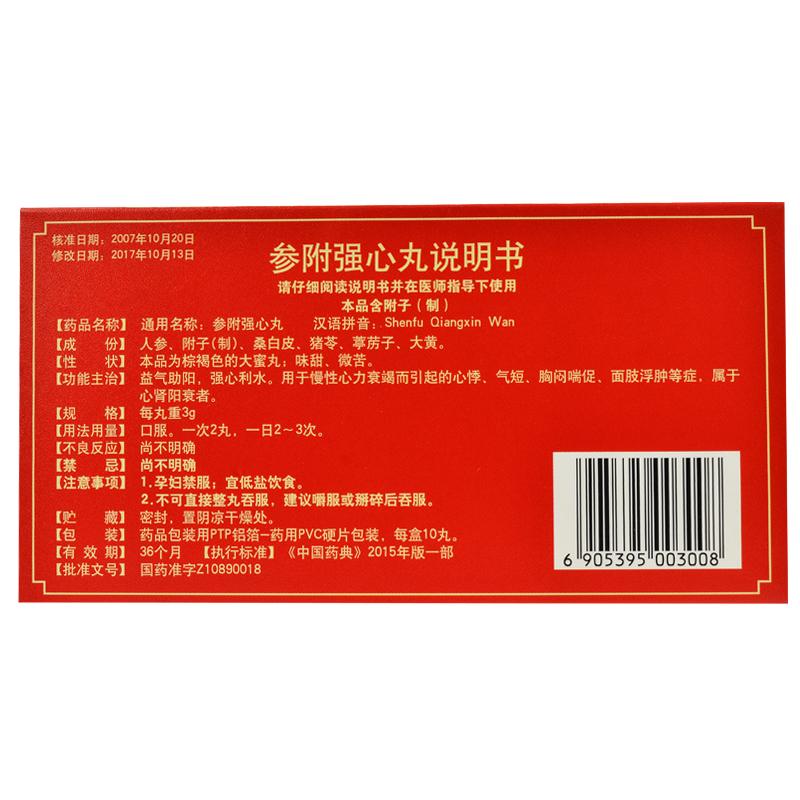 核准日期：2007年10月20日
修改日期：2017年10月13日
参附强心丸说明书
请仔细阅读说明书并在医师指导下使用
本品含附子（制）
【药品名称】通用名称：参附强心丸 汉语拼音：Shenfu Qiangxin Wan
【成 份】人参、附子（制）、桑白皮、猪苓、葶苈子、大黄。
【性 状】本品为棕褐色的大蜜丸；味甜、微苦。
【功能主治】益气助阳，强心利水。用于慢性心力衰竭而引起的心悸、气短、胸闷喘促、面肢浮肿等症，属于
心肾阳衰者。
【规 格】每丸重3g
【用法用量】口服。一次2丸，一日2～3次。
【不良反应】尚不明确
【禁 忌】尚不明确
【注意事项】1.孕妇禁服；宜低盐饮食。
2.不可直接整丸吞服，建议嚼服或掰碎后吞服。
【贮 藏】密封，置阴凉干燥处。
【包 装】药品包装用PTP铝箔—药用PVC硬片包装，每盒10丸。
【有 效 期】36个月 【执行标准】《中国药典》2015年版一部
【批准文号】国药准字Z10890018
6 905395 003008